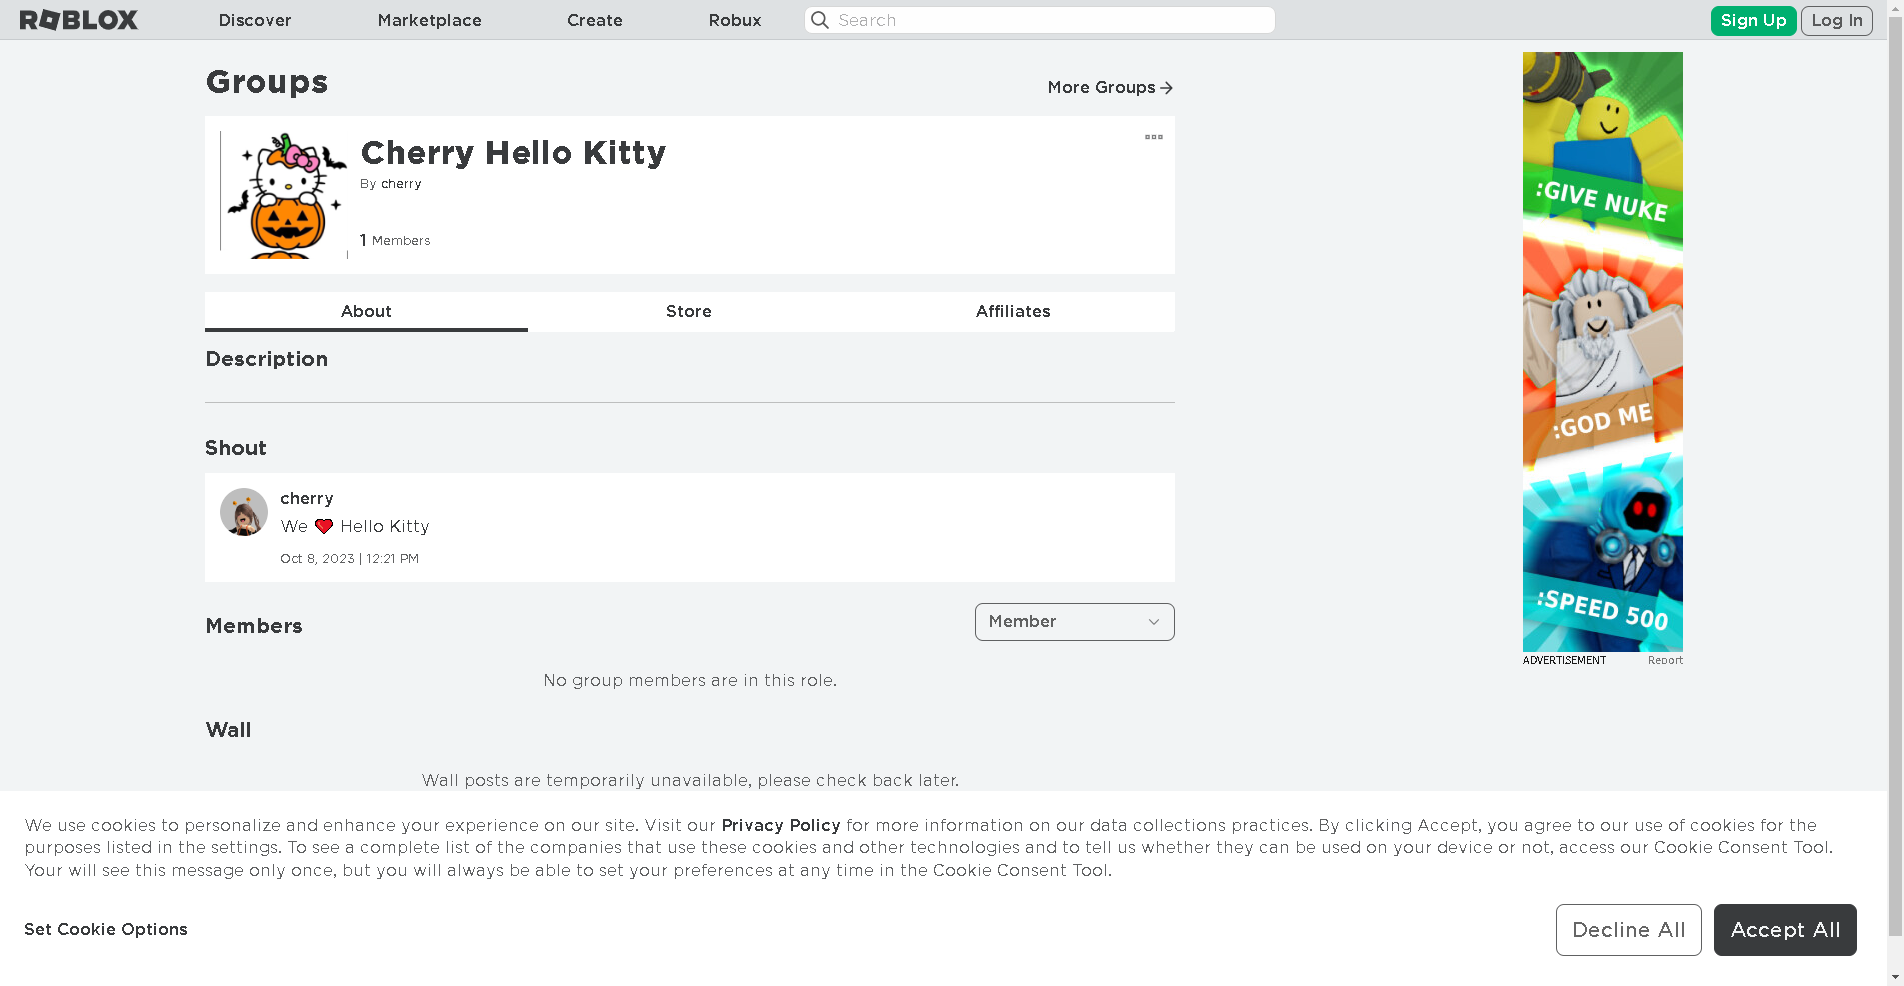 ROBLOX
Discover
Marketplace
Create
Robux
Search
Sign Up
Log In
Groups
More Groups
Cherry Hello Kitty
By cherry
1 Members
About
Store
Affiliates
Description
Shout
cherry
We ❤ Hello Kitty
Oct 8, 2023 | 12:21 PM
Members
Member
No group members are in this role.
Wall
Wall posts are temporarily unavailable, please check back later.
:GIVE NUKE
:GOD ME
:SPEED 500
ADVERTISEMENT
Report
We use cookies to personalize and enhance your experience on our site. Visit our Privacy Policy for more information on our data collections practices. By clicking Accept, you agree to our use of cookies for the
purposes listed in the settings. To see a complete list of the companies that use these cookies and other technologies and to tell us whether they can be used on your device or not, access our Cookie Consent Tool.
Your will see this message only once, but you will always be able to set your preferences at any time in the Cookie Consent Tool.
Set Cookie Options
Decline All
Accept All